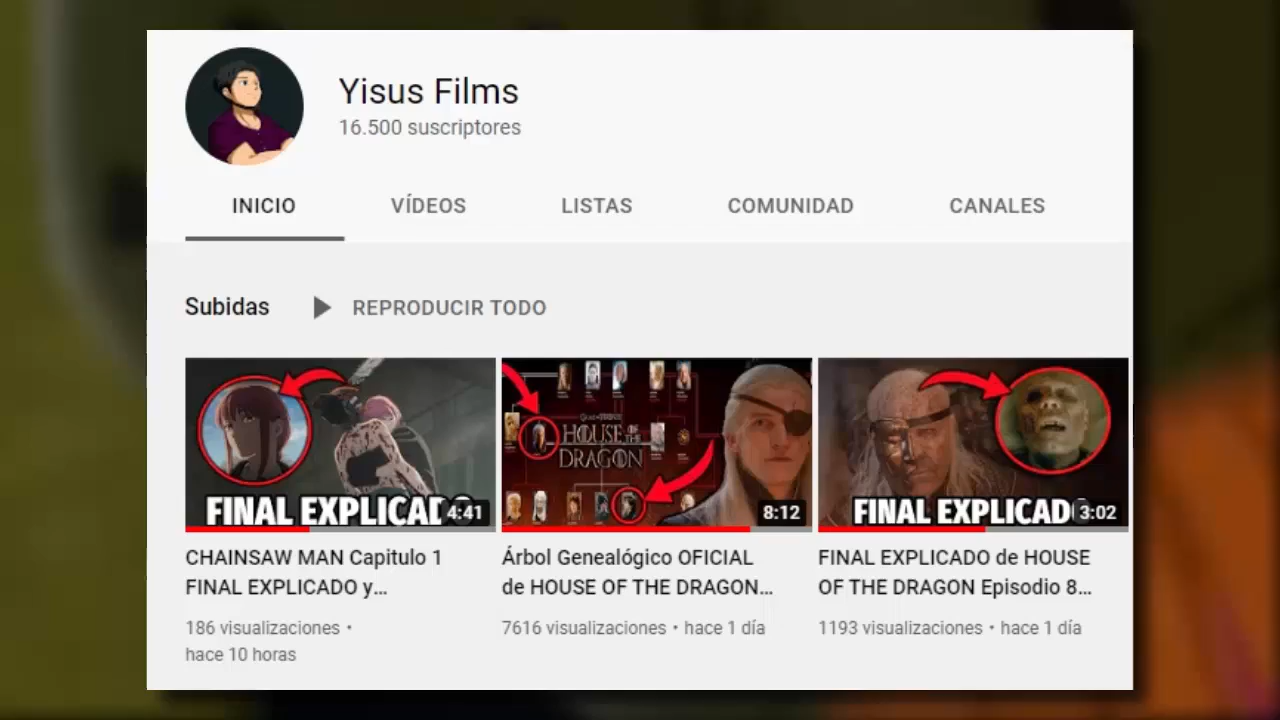 Yisus Films
16.500 suscriptores
INICIO VÍDEOS LISTAS COMUNIDAD CANALES
Subidas REPRODUCIR TODO
FINAL EXPLICADO 4:41
HOUSE OF THE DRAGON
8:12
FINAL EXPLICADO 3:02
CHAINSAW MAN Capitulo 1
FINAL EXPLICADO y...
186 visualizaciones •
hace 10 horas
Árbol Genealógico OFICIAL
de HOUSE OF THE DRAGON...
7616 visualizaciones • hace 1 día
FINAL EXPLICADO de HOUSE
OF THE DRAGON Episodio 8...
1193 visualizaciones • hace 1 día